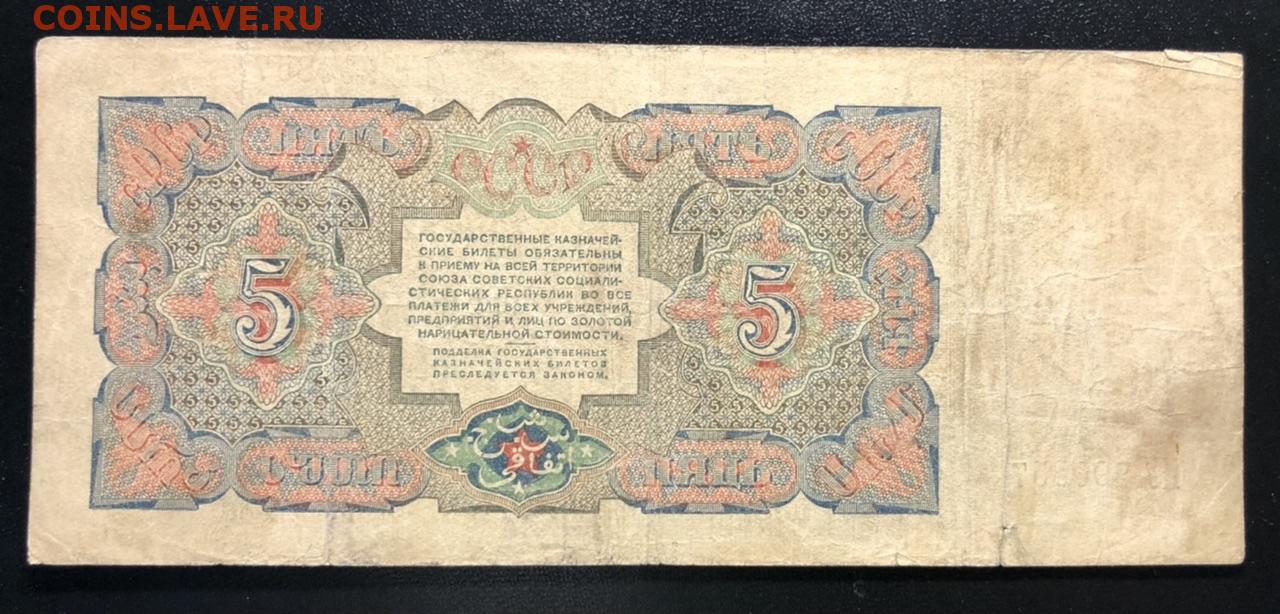 COINS.LAVE.RU
ПЯТЬ
ПЯТЬ
СССР
ГОСУДАРСТВЕННЫЕ КАЗНАЧЕЙ-
СКИЕ БИЛЕТЫ ОБЯЗАТЕЛЬНЫ
К ПРИЕМУ НА ВСЕЙ ТЕРРИТОРИИ
СОЮЗА СОВЕТСКИХ СОЦИАЛИ-
СТИЧЕСКИХ РЕСПУБЛИК ВО ВСЕ
ПЛАТЕЖИ ДЛЯ ВСЕХ УЧРЕЖДЕНИЙ,
ПРЕДПРИЯТИЙ И ЛИЦ ПО ЗОЛОТОЙ
НАРИЦАТЕЛЬНОЙ СТОИМОСТИ.
ПОДДЕЛКА ГОСУДАРСТВЕННЫХ
КАЗНАЧЕЙСКИХ БИЛЕТОВ
ПРЕСЛЕДУЕТСЯ ЗАКОНОМ.
5
5